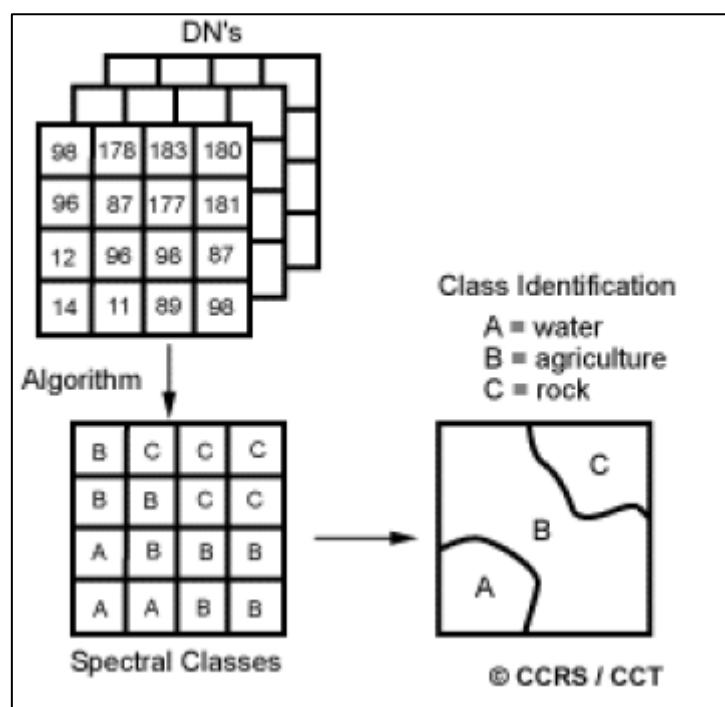 DN's
98 178 183 180
96 87 177 181
12 96 98 87
14 11 89 98
Algorithm
B C C C
B B C C
A B B B
A A B B
Spectral Classes
Class Identification
A = water
B = agriculture
C = rock
C
B
A
© CCRS / CCT